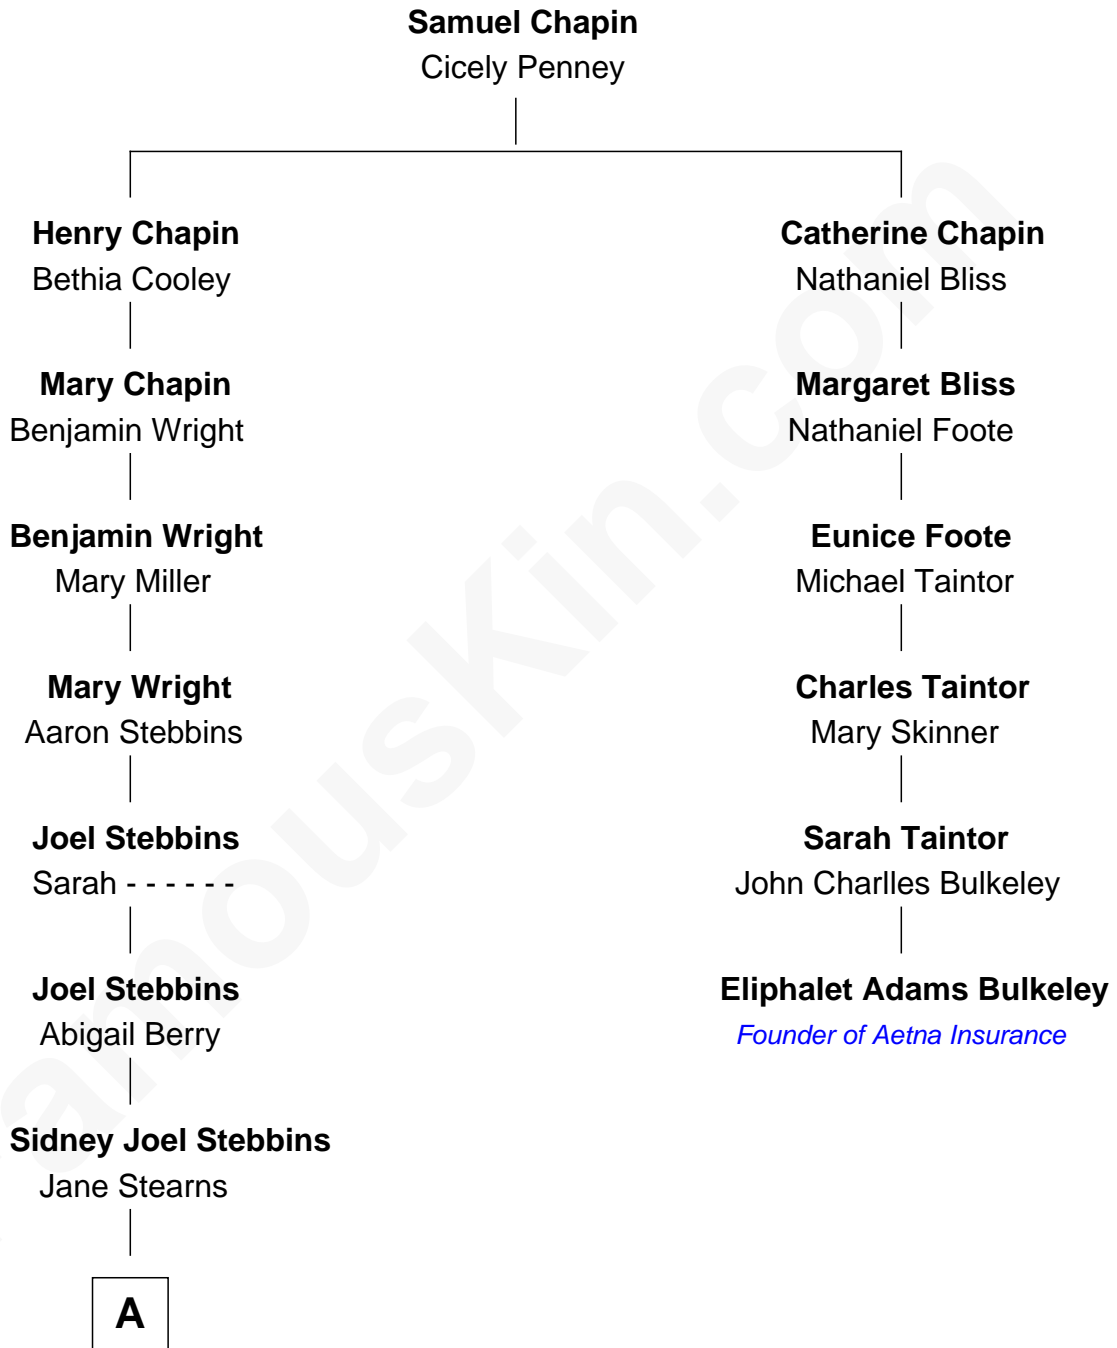 Samuel Chapin
Cicely Penney
Henry Chapin
Bethia Cooley
Mary Chapin
Benjamin Wright
Benjamin Wright
Mary Miller
Mary Wright
Aaron Stebbins
Joel Stebbins
Sarah - - - - - -
Joel Stebbins
Abigail Berry
Sidney Joel Stebbins
Jane Stearns
A
Catherine Chapin
Nathaniel Bliss
Margaret Bliss
Nathaniel Foote
Eunice Foote
Michael Taintor
Charles Taintor
Mary Skinner
Sarah Taintor
John Charlles Bulkeley
Eliphalet Adams Bulkeley
Founder of Aetna Insurance
amousKin.com